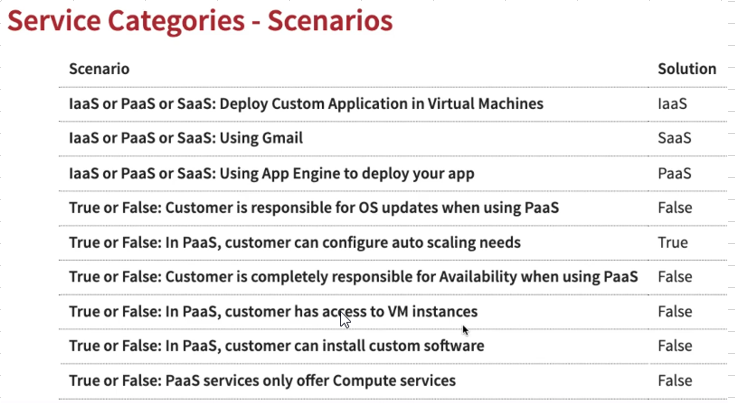 Service Categories - Scenarios
Scenario Solution
IaaS or PaaS or SaaS: Deploy Custom Application in Virtual Machines IaaS
IaaS or PaaS or SaaS: Using Gmail SaaS
IaaS or PaaS or SaaS: Using App Engine to deploy your app PaaS
True or False: Customer is responsible for OS updates when using PaaS False
True or False: In PaaS, customer can configure auto scaling needs True
True or False: Customer is completely responsible for Availability when using PaaS False
True or False: In PaaS, customer has access to VM instances False
True or False: In PaaS, customer can install custom software False
True or False: PaaS services only offer Compute services False